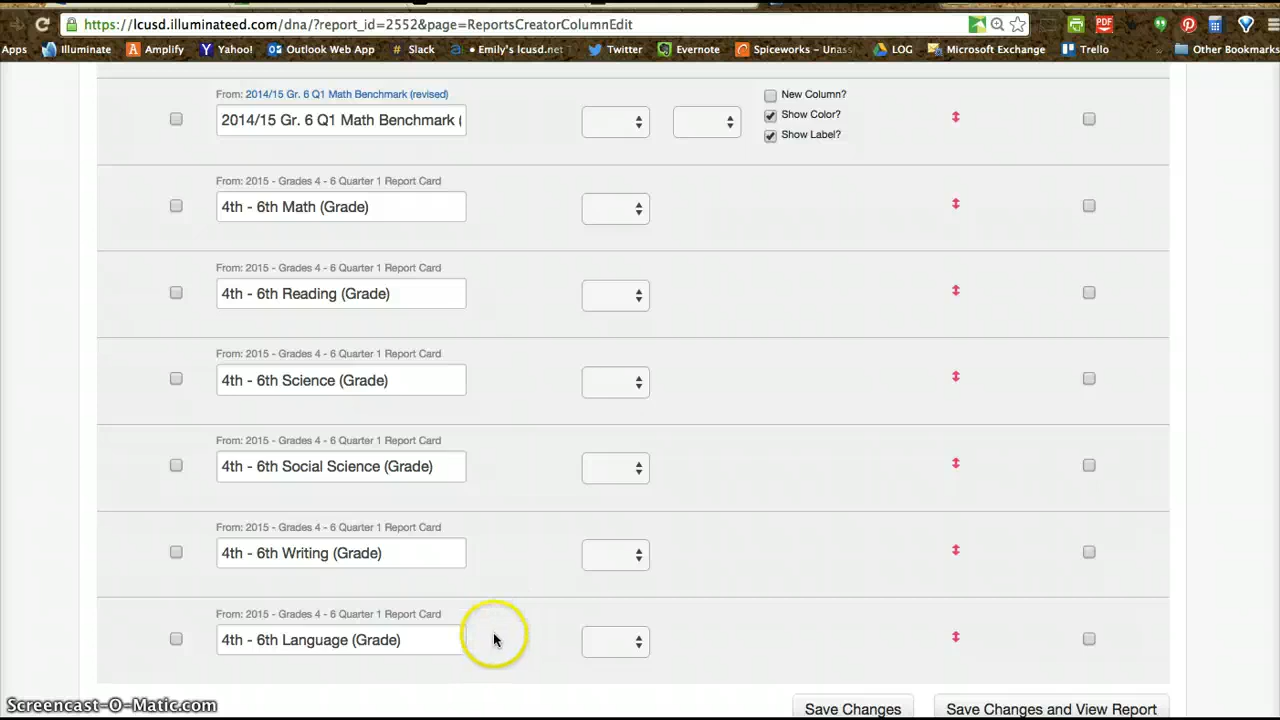 https://lcusd.illuminateed.com/dna/?report_id=2552&page=ReportsCreatorColumnEdit
Apps Illuminate Amplify Yahoo! Outlook Web App Slack Emily's lcusd.net Twitter Evernote Spiceworks - Unass LOG Microsoft Exchange Trello » Other Bookmarks
From: 2014/15 Gr. 6 Q1 Math Benchmark (revised)
2014/15 Gr. 6 Q1 Math Benchmark (
New Column?
Show Color?
Show Label?
From: 2015 - Grades 4 - 6 Quarter 1 Report Card
4th - 6th Math (Grade)
From: 2015 - Grades 4 - 6 Quarter 1 Report Card
4th - 6th Reading (Grade)
From: 2015 - Grades 4 - 6 Quarter 1 Report Card
4th - 6th Science (Grade)
From: 2015 - Grades 4 - 6 Quarter 1 Report Card
4th - 6th Social Science (Grade)
From: 2015 - Grades 4 - 6 Quarter 1 Report Card
4th - 6th Writing (Grade)
From: 2015 - Grades 4 - 6 Quarter 1 Report Card
4th - 6th Language (Grade)
Save Changes Save Changes and View Report
Screencast-O-Matic.com